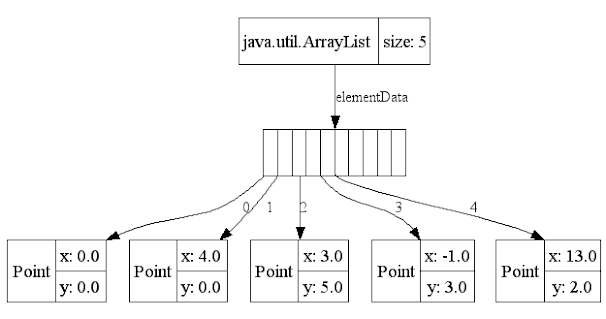 java.util.ArrayList size: 5
elementData
0 1 2 3 4
Point x: 0.0 y: 0.0
Point x: 4.0 y: 0.0
Point x: 3.0 y: 5.0
Point x: -1.0 y: 3.0
Point x: 13.0 y: 2.0